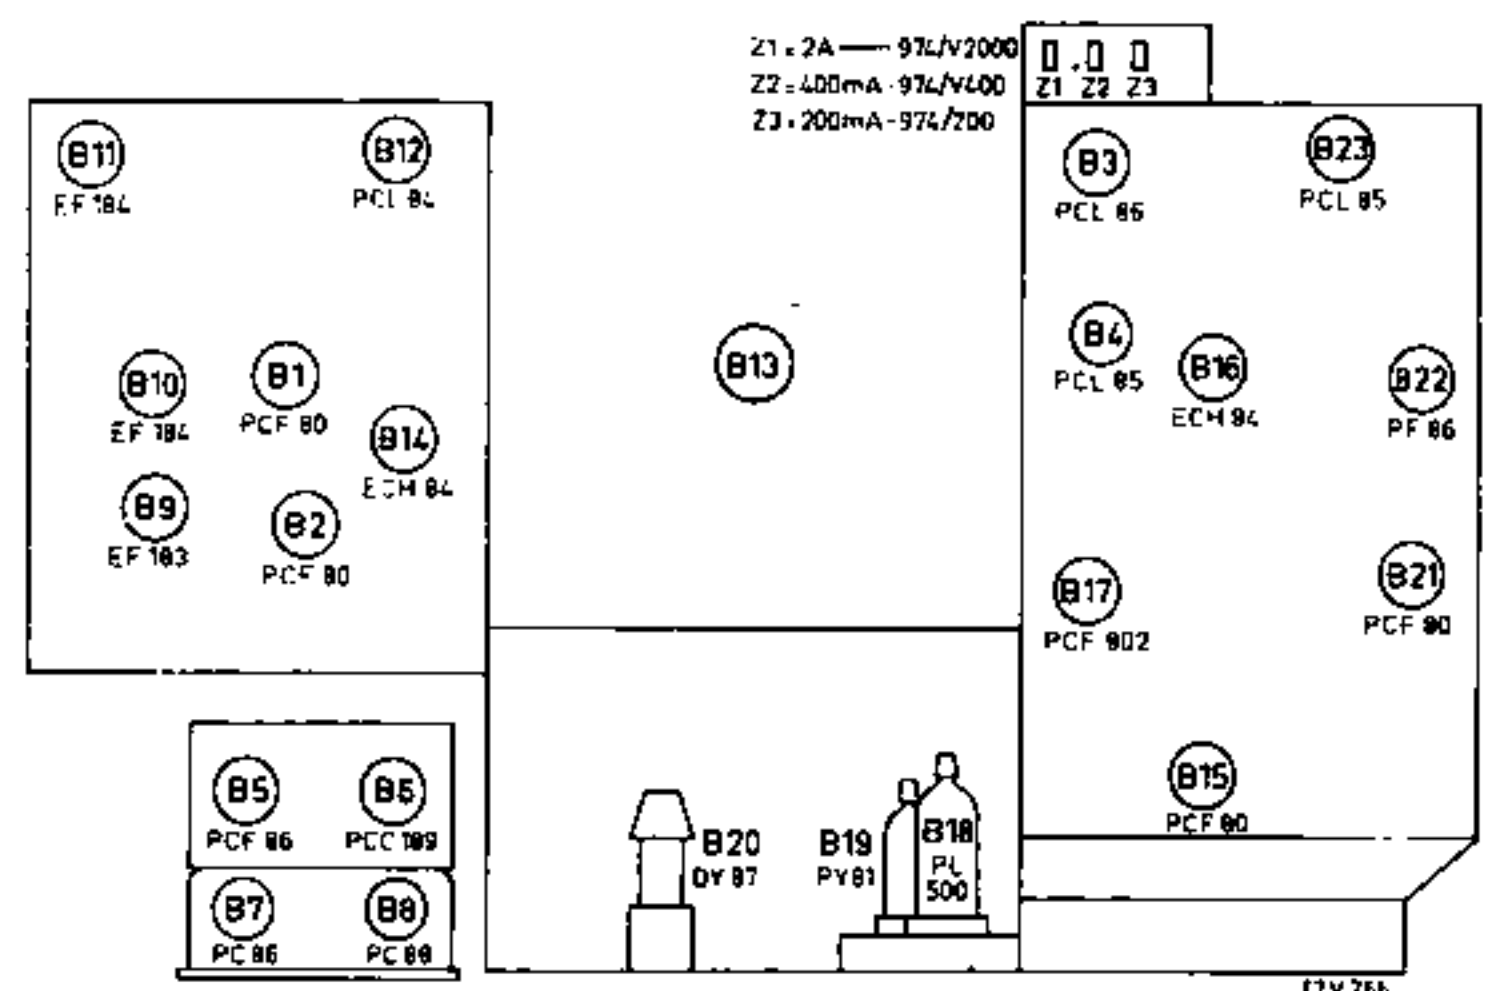 Z1 = 2A — 974/V2000
Z2 = 400mA - 974/V400
Z3 = 200mA - 974/200
Z1 Z2 Z3
B11
EF 184
B12
PCL 84
B10
EF 184
B1
PCF 80
B14
ECH 84
B9
EF 183
B2
PCF 80
B5
PCF 86
B6
PCC 189
B7
PC 86
B8
PC 88
B13
B20
DY 87
B19
PY 81
B18
PL
500
B3
PCL 86
B23
PCL 85
B4
PCL 85
B16
ECH 84
B22
PF 86
B17
PCF 802
B21
PCF 80
B15
PCF 80